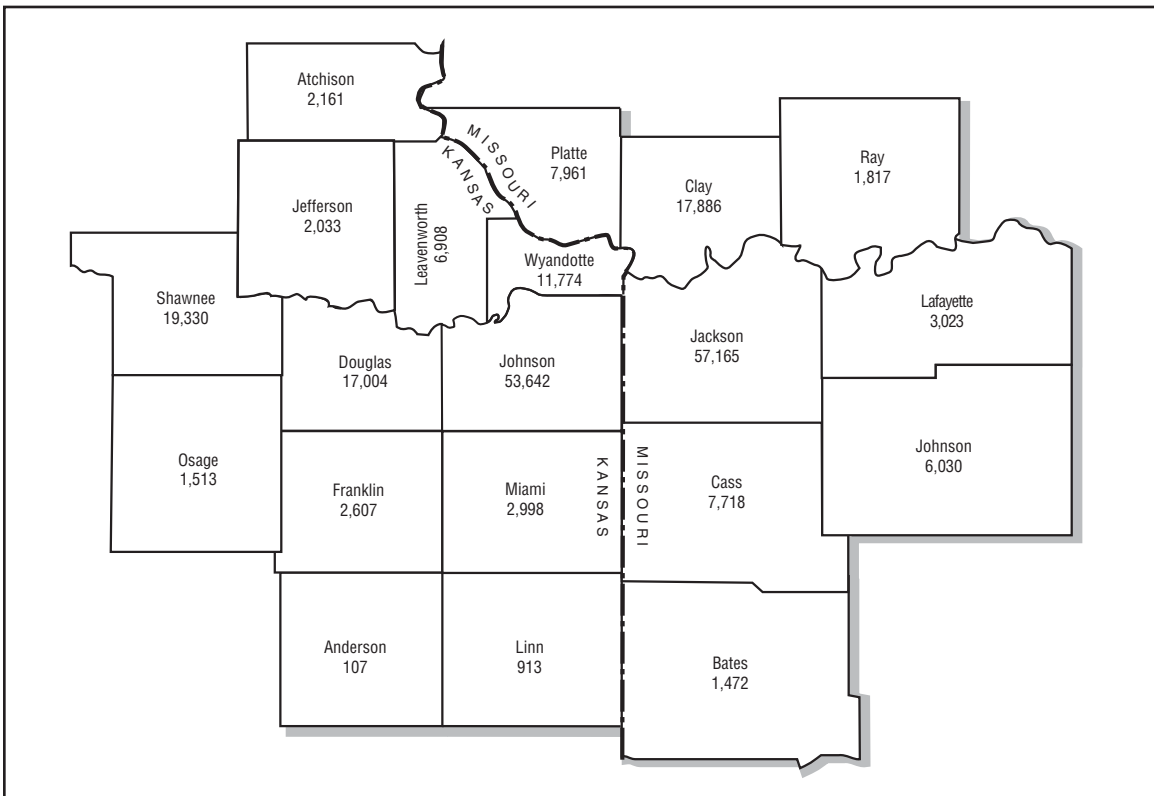 Atchison
2,161
MISSOURI
KANSAS
Platte
7,961
Clay
17,886
Ray
1,817
Jefferson
2,033
Leavenworth
6,908
Wyandotte
11,774
Shawnee
19,330
Douglas
17,004
Johnson
53,642
Jackson
57,165
Lafayette
3,023
Osage
1,513
Franklin
2,607
Miami
2,998
KANSAS
MISSOURI
Cass
7,718
Johnson
6,030
Anderson
107
Linn
913
Bates
1,472